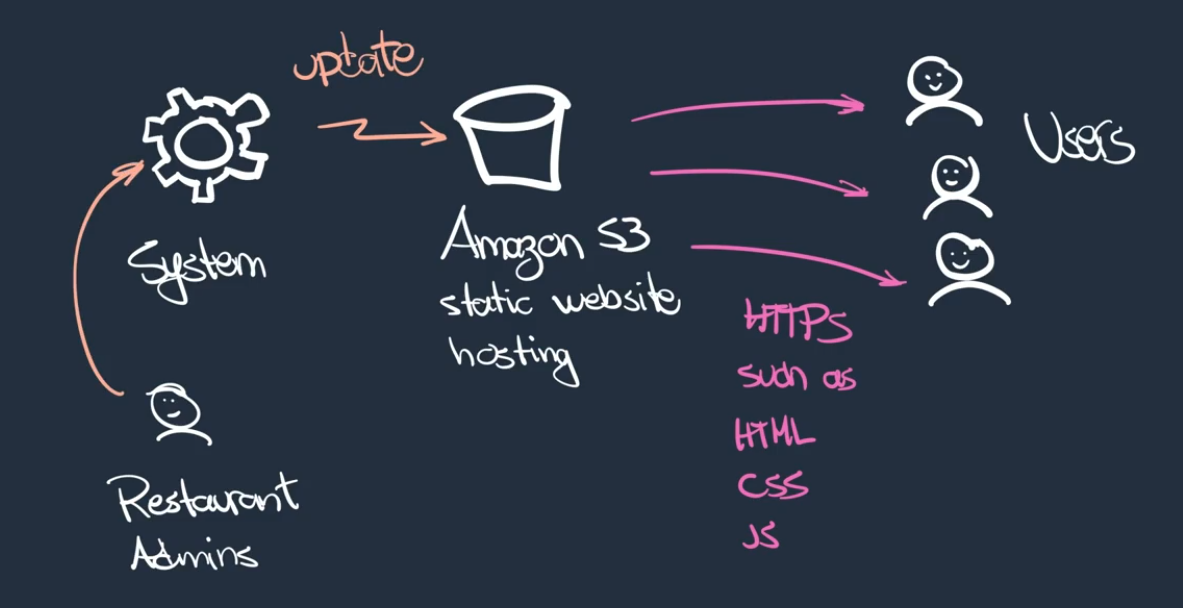 update
System
Amazon S3
static website
hosting
Users
HTTPS
such as
HTML
CSS
JS
Restaurant
Admins